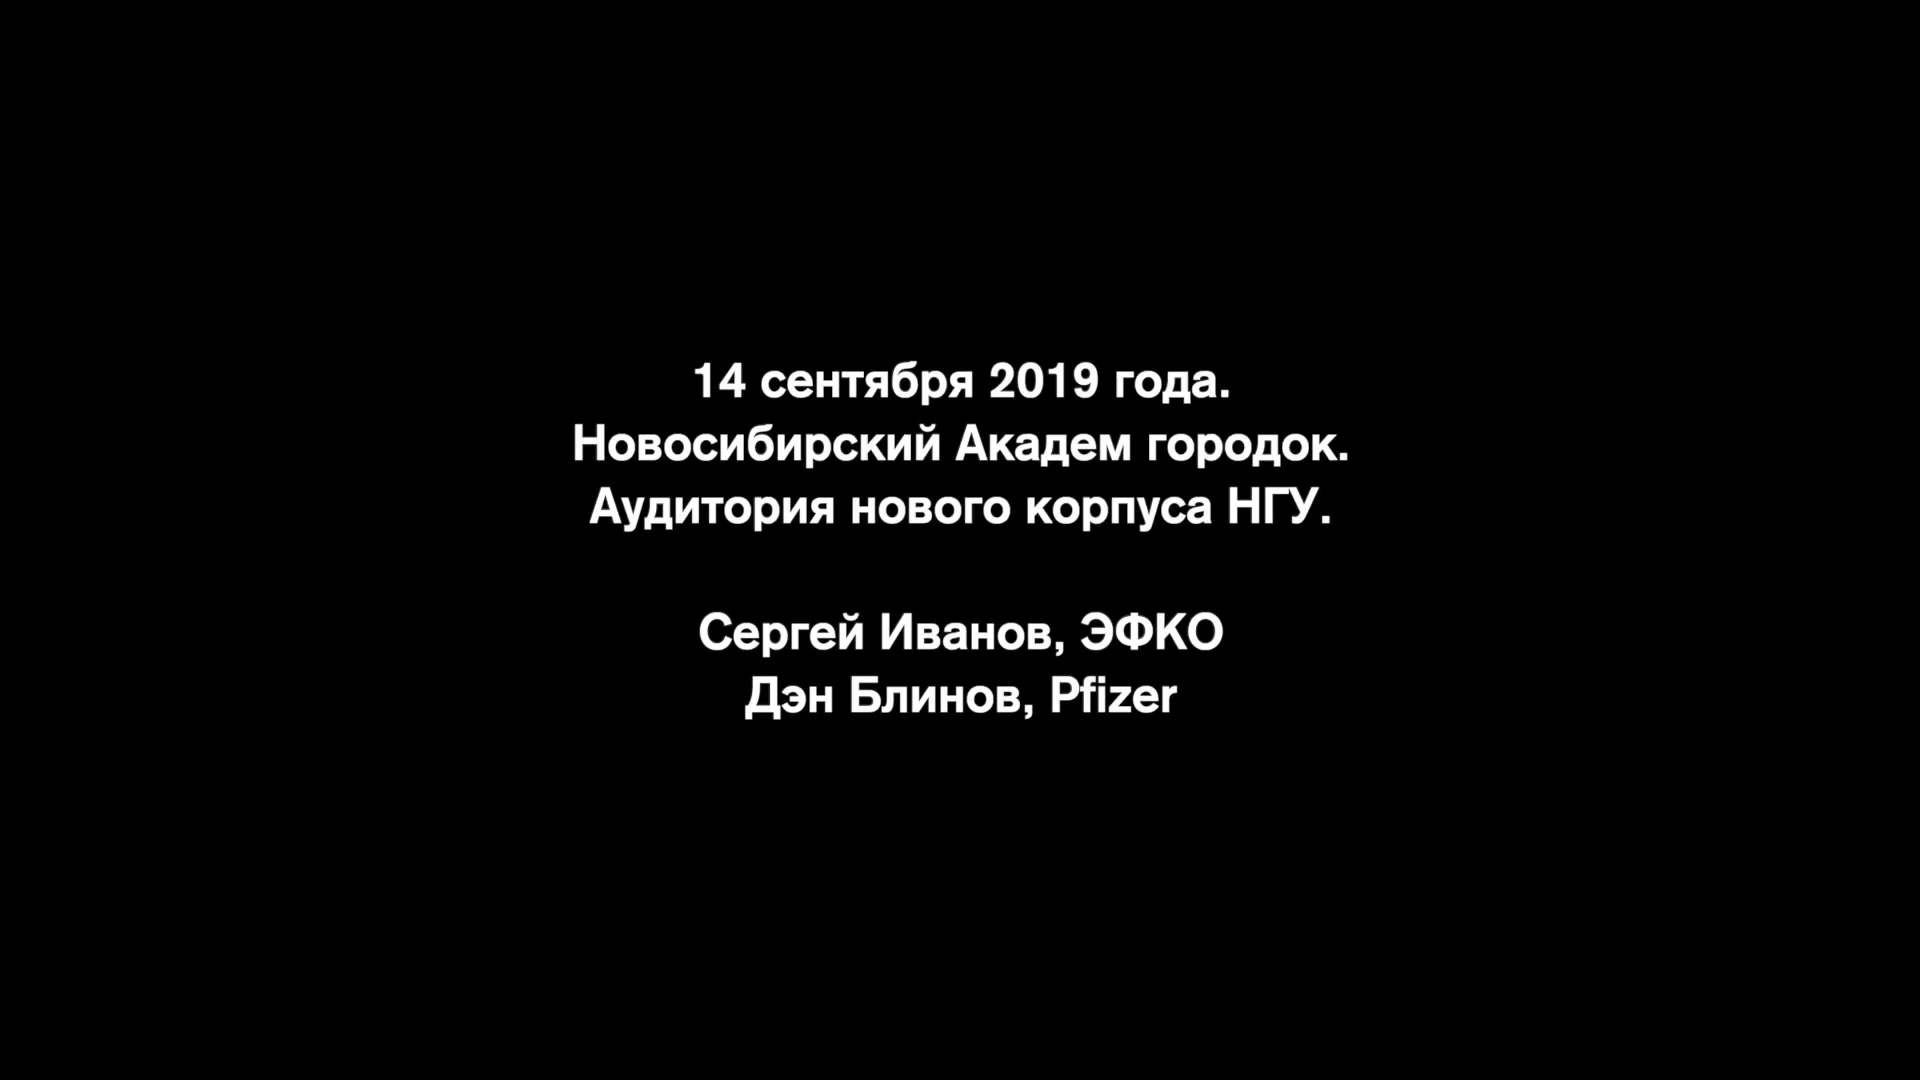 14 сентября 2019 года.
Новосибирский Академ городок.
Аудитория нового корпуса НГУ.
Сергей Иванов, ЭФКО
Дэн Блинов, Pfizer